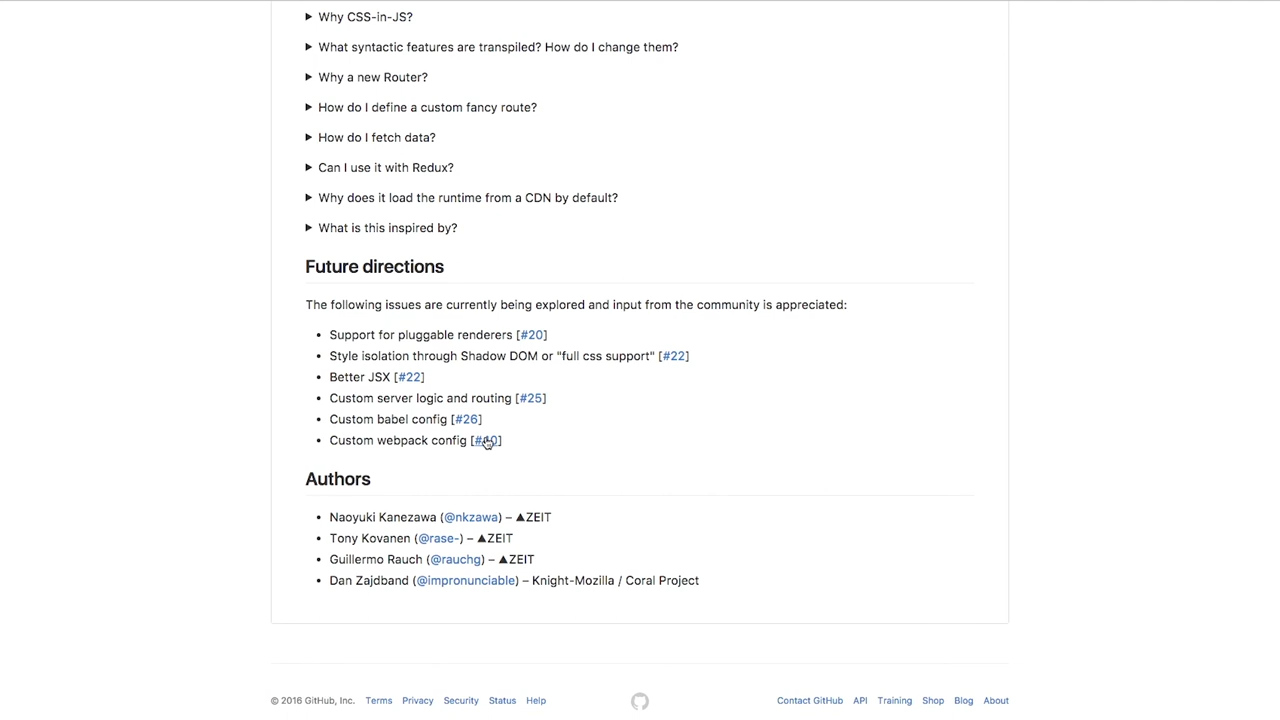 Why CSS-in-JS?
What syntactic features are transpiled? How do I change them?
Why a new Router?
How do I define a custom fancy route?
How do I fetch data?
Can I use it with Redux?
Why does it load the runtime from a CDN by default?
What is this inspired by?
Future directions
The following issues are currently being explored and input from the community is appreciated:
• Support for pluggable renderers [#20]
• Style isolation through Shadow DOM or "full css support" [#22]
• Better JSX [#22]
• Custom server logic and routing [#25]
• Custom babel config [#26]
• Custom webpack config
Authors
• Naoyuki Kanezawa (@nkzawa) – ▲ZEIT
• Tony Kovanen (@rase-) – ▲ZEIT
• Guillermo Rauch (@rauchg) – ▲ZEIT
• Dan Zajdband (@impronunciable) – Knight-Mozilla / Coral Project
© 2016 GitHub, Inc. Terms Privacy Security Status Help Contact GitHub API Training Shop Blog About